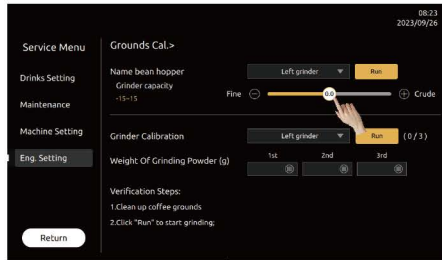 08:23
2023/09/26
Service Menu
Grounds Cal.>
Drinks Setting
Maintenance
Machine Setting
Eng. Setting
Return
Name bean hopper
Left grinder
Run
Grinder capacity
-15~15
Fine
0.0
Crude
Grinder Calibration
Left grinder
Run
(0/3)
1st
2nd
3rd
Weight Of Grinding Powder (g)
Verification Steps:
1.Clean up coffee grounds
2.Click "Run" to start grinding;